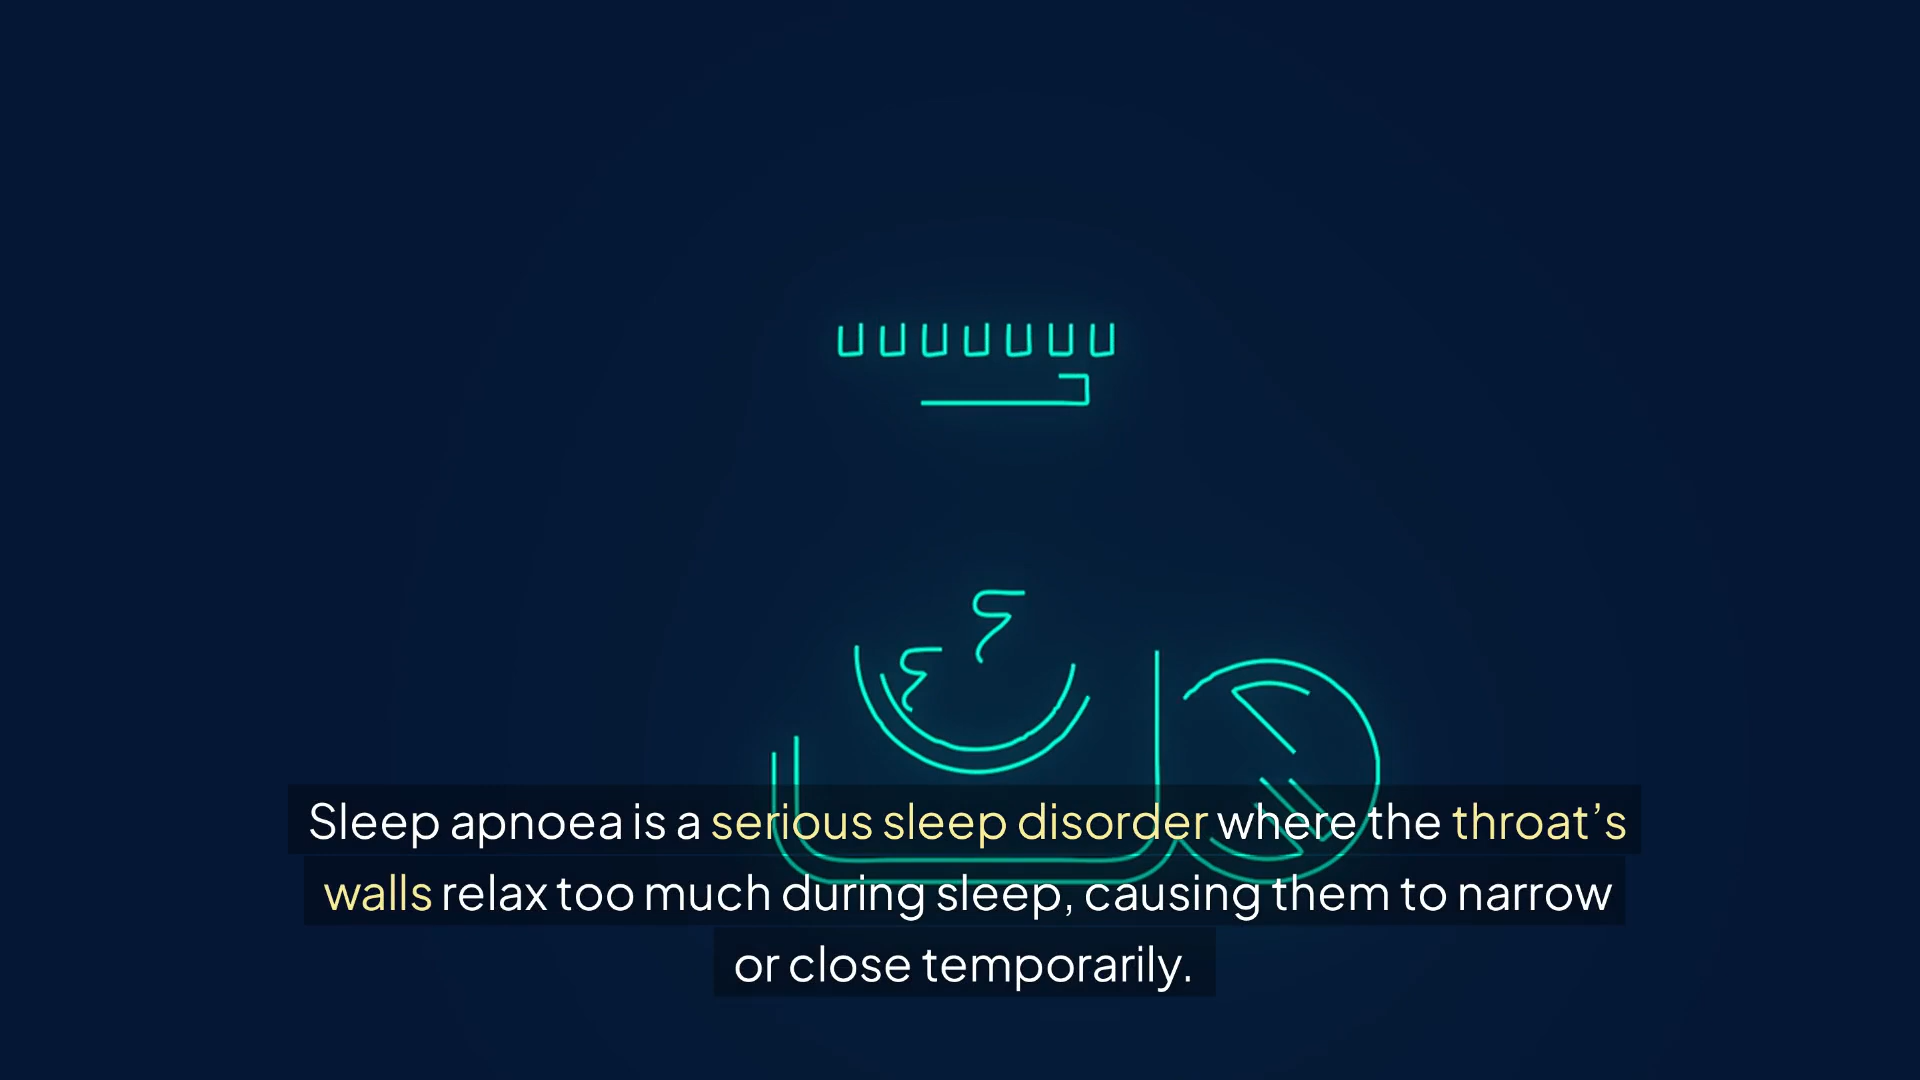 Sleep apnoea is a serious sleep disorder where the throat’s
walls relax too much during sleep, causing them to narrow
or close temporarily.